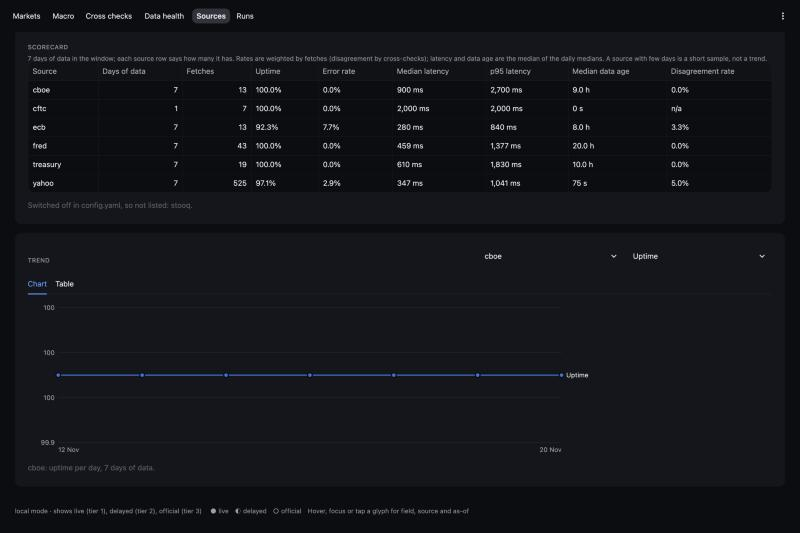 Markets Macro Cross checks Data health Sources Runs
SCORECARD
7 days of data in the window; each source row says how many it has. Rates are weighted by fetches (disagreement by cross-checks); latency and data age are the median of the daily medians. A source with few days is a short sample, not a trend.
Source Days of data Fetches Uptime Error rate Median latency p95 latency Median data age Disagreement rate
cboe 7 13 100.0% 0.0% 900 ms 2,700 ms 9.0 h 0.0%
cftc 1 7 100.0% 0.0% 2,000 ms 2,000 ms 0 s n/a
ecb 7 13 92.3% 7.7% 280 ms 840 ms 8.0 h 3.3%
fred 7 43 100.0% 0.0% 459 ms 1,377 ms 20.0 h 0.0%
treasury 7 19 100.0% 0.0% 610 ms 1,830 ms 10.0 h 0.0%
yahoo 7 525 97.1% 2.9% 347 ms 1,041 ms 75 s 5.0%
Switched off in config.yaml, so not listed: stooq.
TREND cboe Uptime
Chart Table
100
100
Uptime
100
99.9
12 Nov 20 Nov
cboe: uptime per day, 7 days of data.
local mode · shows live (tier 1), delayed (tier 2), official (tier 3) live delayed official Hover, focus or tap a glyph for field, source and as-of